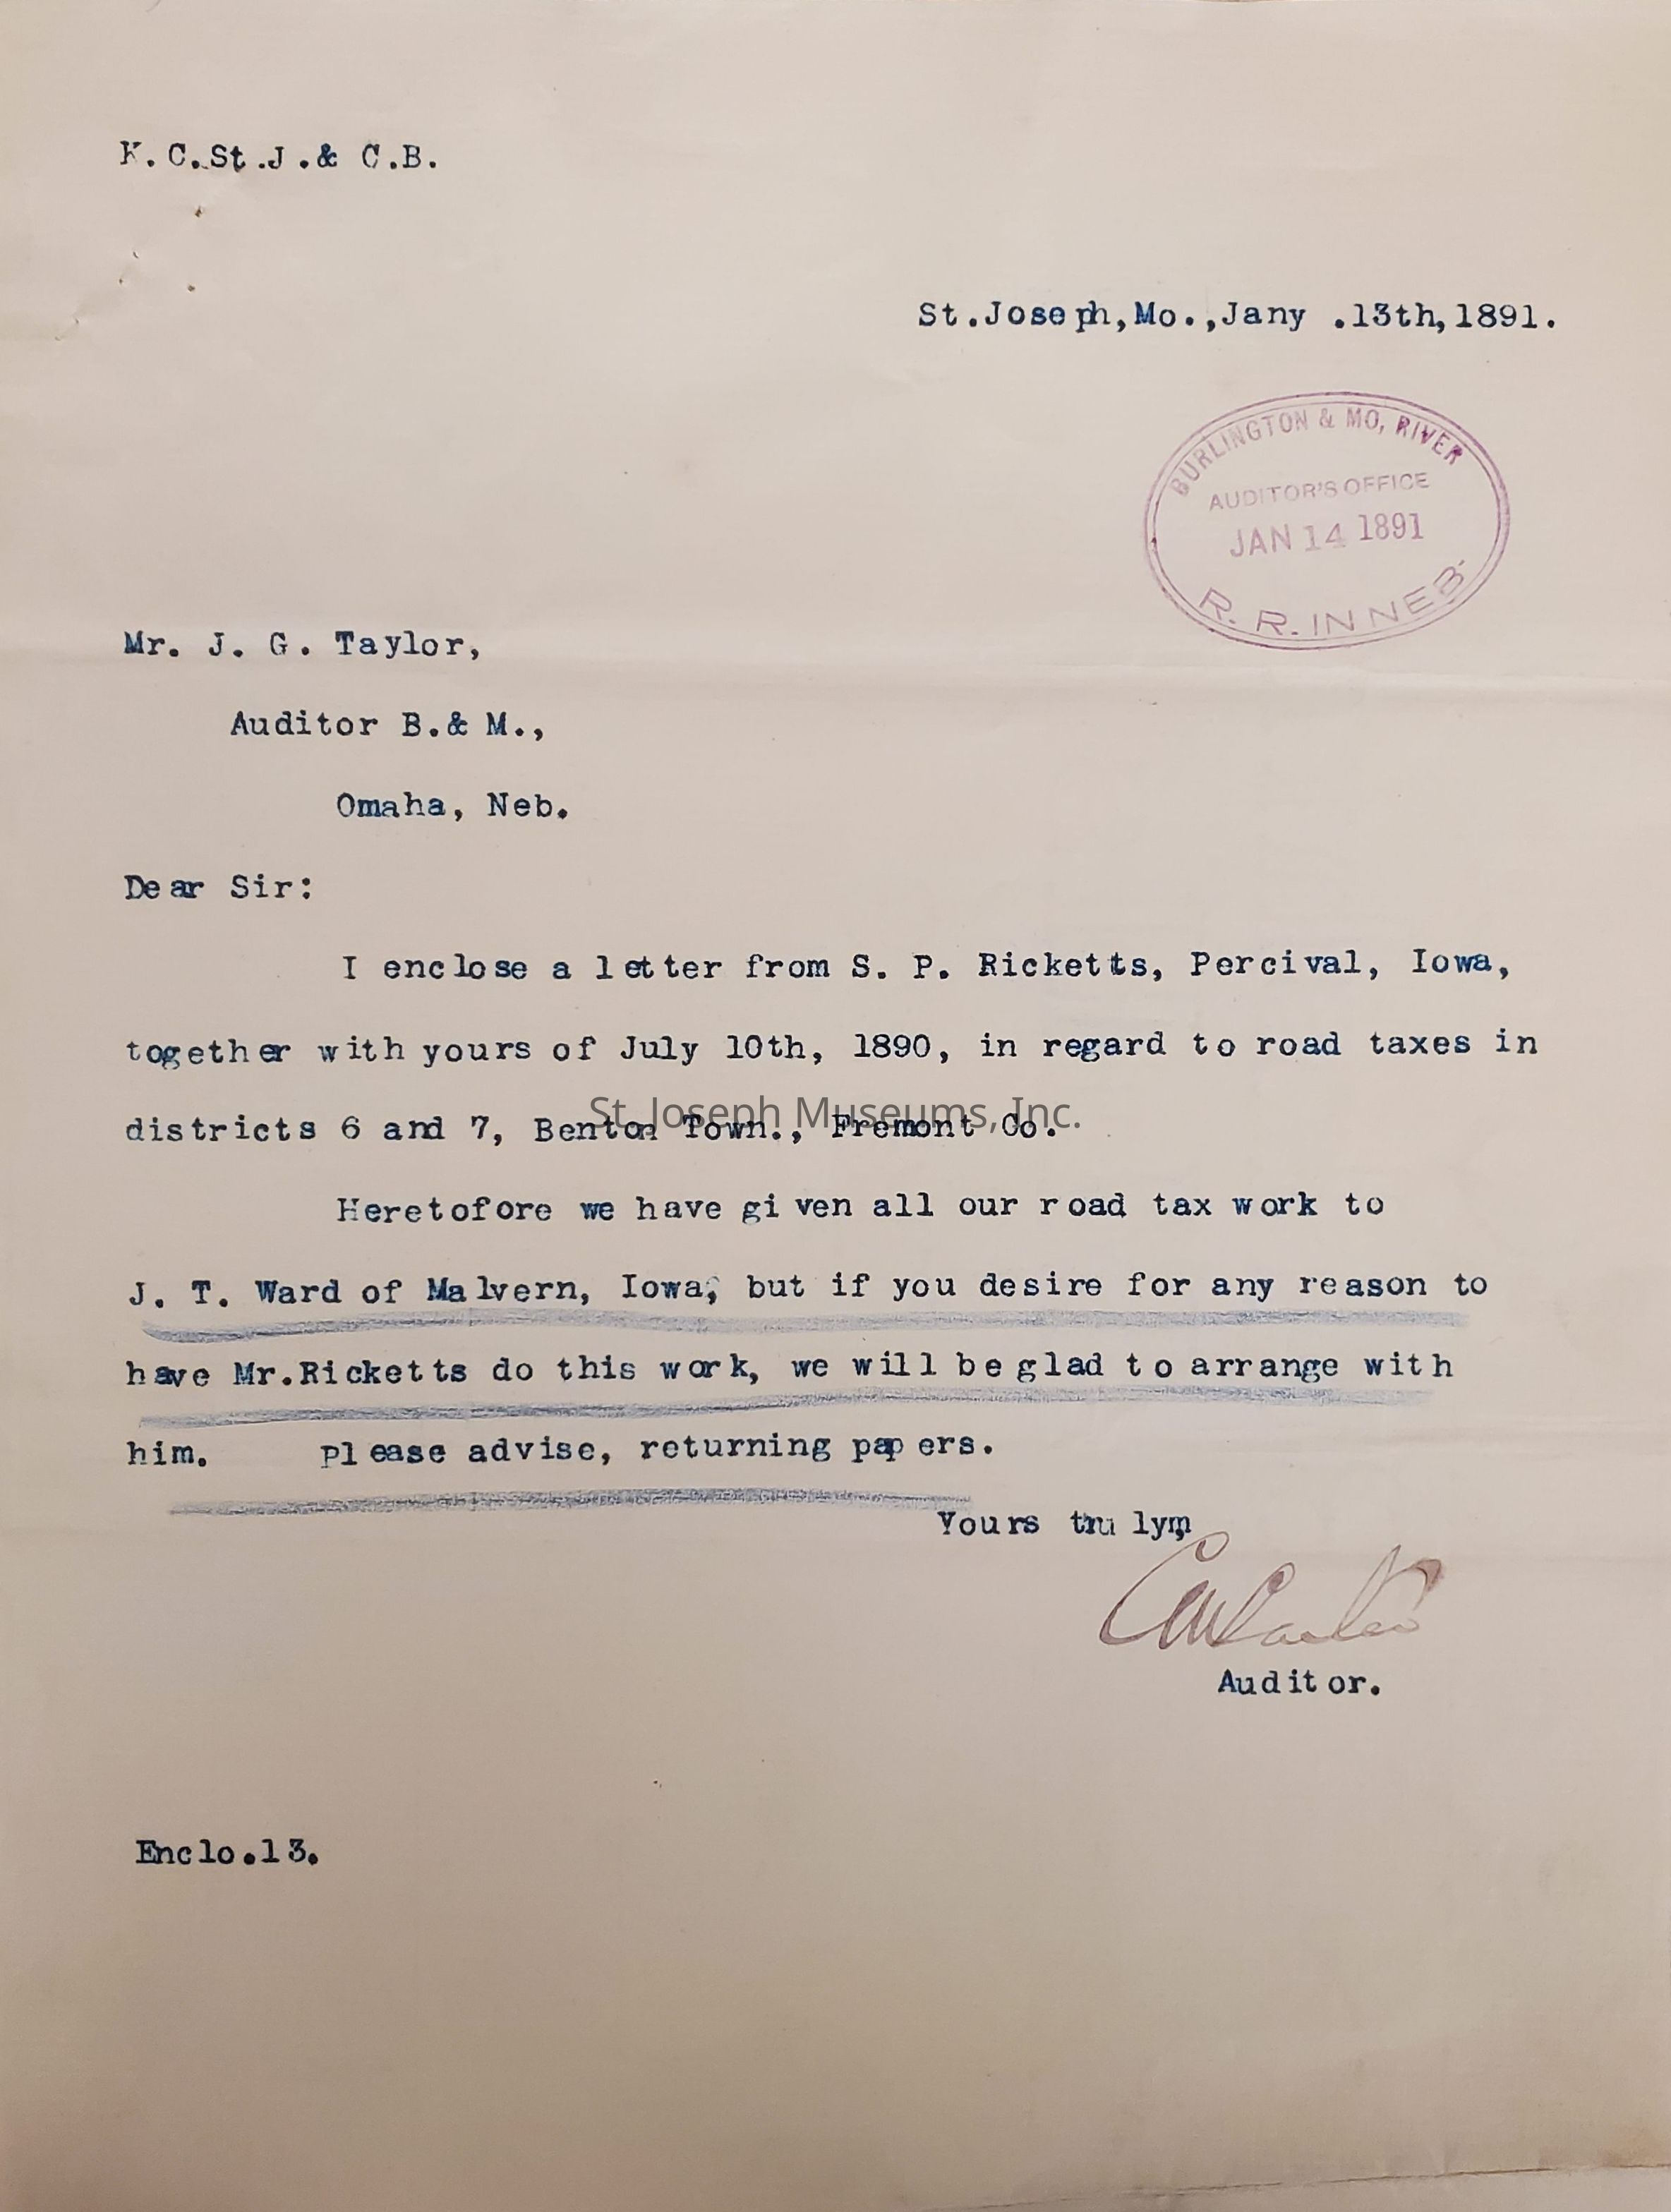 K.C.St.J.& C.B.
St.Joseph,Mo.,Jany .13th,1891.
BURLINGTON & MO, RIVER
AUDITOR'S OFFICE
JAN 14 1891
R. R. IN NEB.
Mr. J. G. Taylor,
Auditor B.& M.,
Omaha, Neb.
Dear Sir:
I enclose a letter from S. P. Ricketts, Percival, Iowa,
together with yours of July 10th, 1890, in regard to road taxes in
districts 6 and 7, Benton Town., Fremont Co.
St. Joseph Museums, Inc.
Heretofore we have given all our road tax work to
J. T. Ward of Malvern, Iowa, but if you desire for any reason to
have Mr.Ricketts do this work, we will be glad to arrange with
him. Please advise, returning papers.
Yours truly,
Auditor.
Enclo.13.